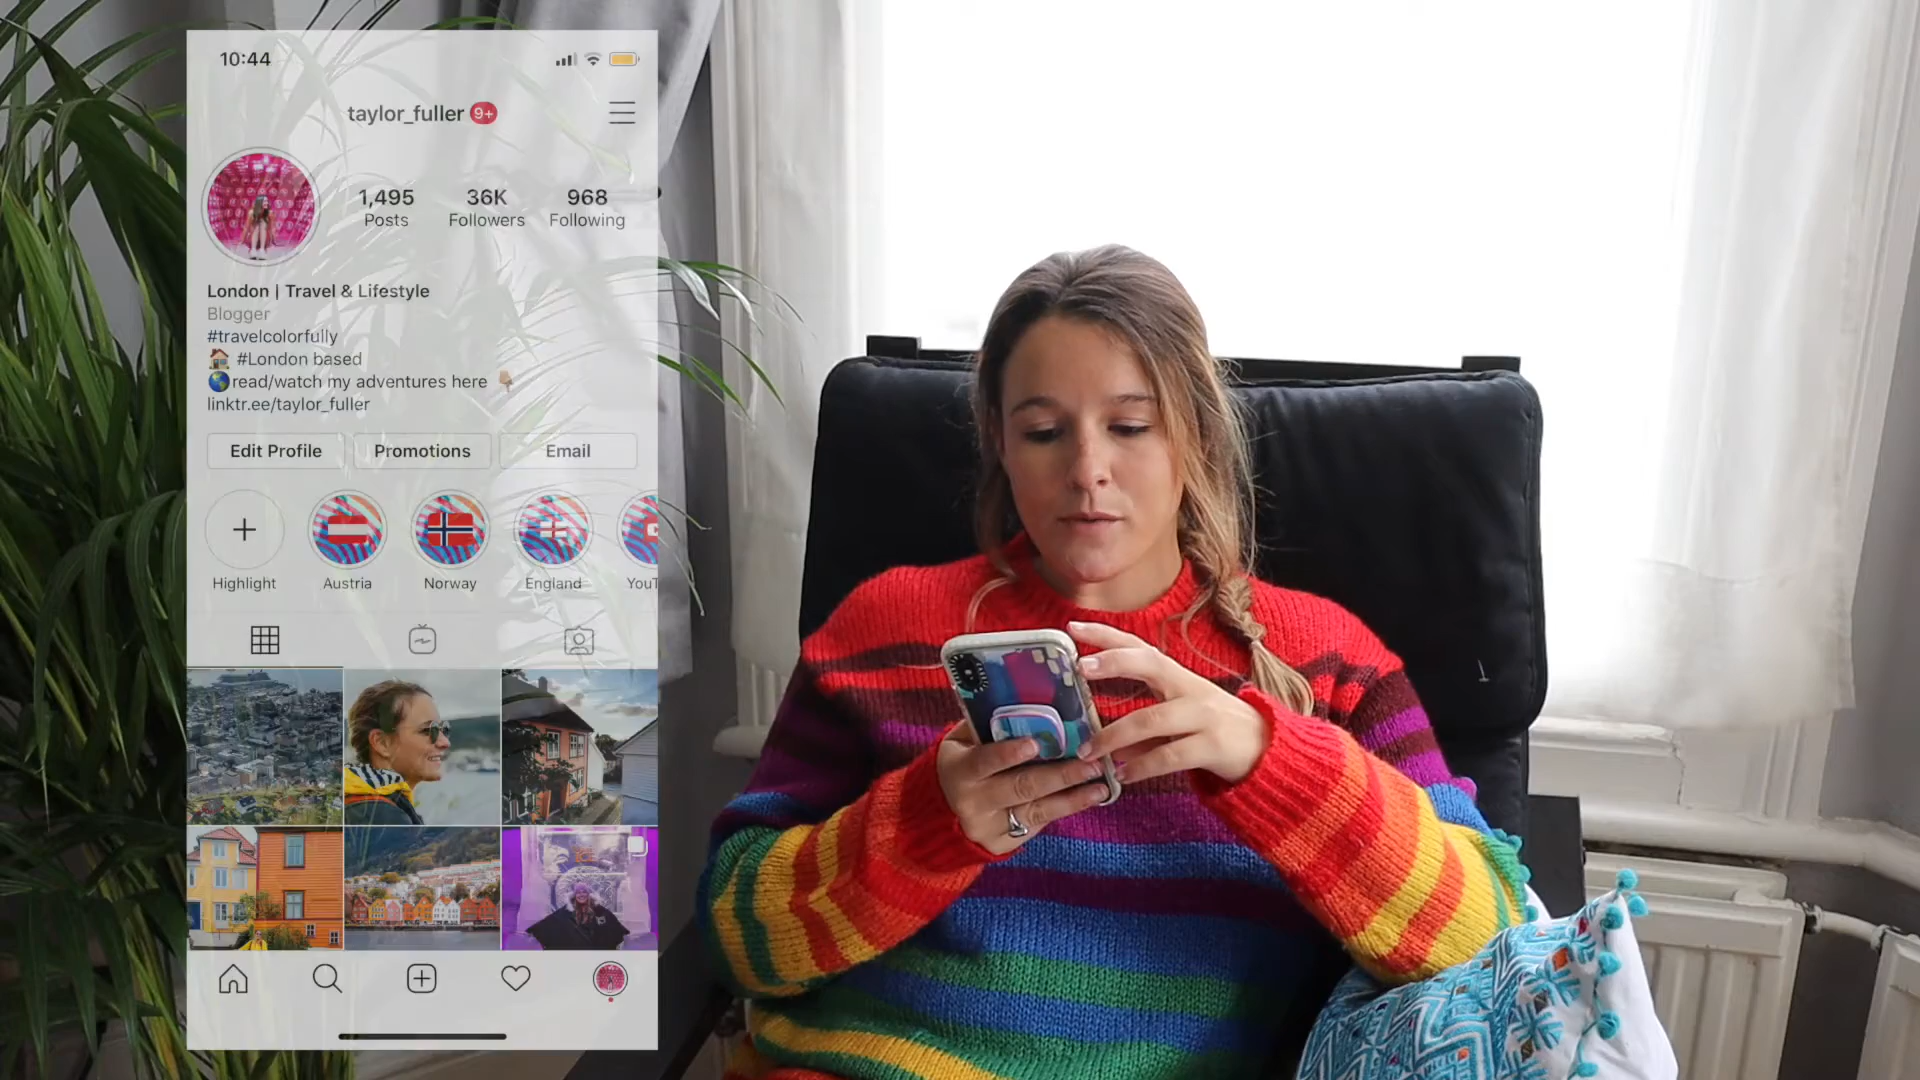 10:44
taylor_fuller 9+
1,495 36K 968
Posts Followers Following
London | Travel & Lifestyle
Blogger
#travelcolorfully
#London based
read/watch my adventures here
linktr.ee/taylor_fuller
Edit Profile Promotions Email
Highlight Austria Norway England YouT